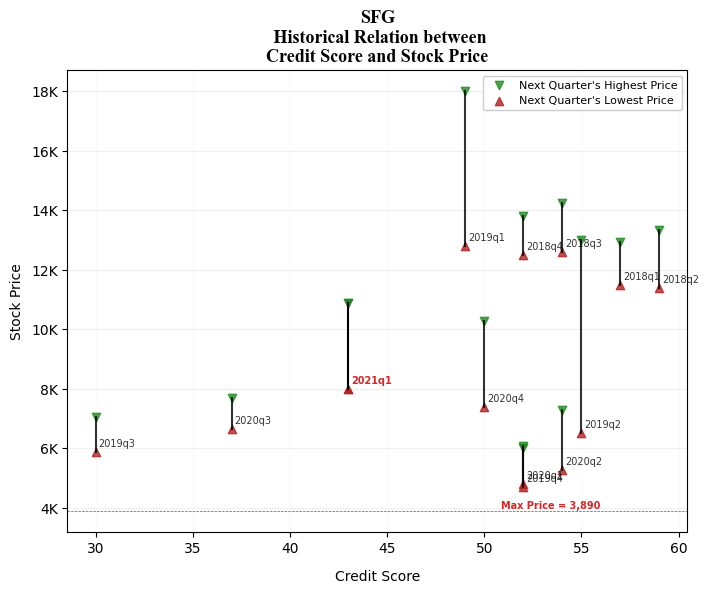 SFG
Historical Relation between
Credit Score and Stock Price
Next Quarter's Highest Price
Next Quarter's Lowest Price
18K
16K
14K
12K
10K
8K
6K
4K
Stock Price
2019q1
2018q4
2018q3
2018q1
2018q2
2021q1
2020q4
2019q3
2020q3
2019q2
2020q2
2020q1
2019q4
Max Price = 3,890
30
35
40
45
50
55
60
Credit Score